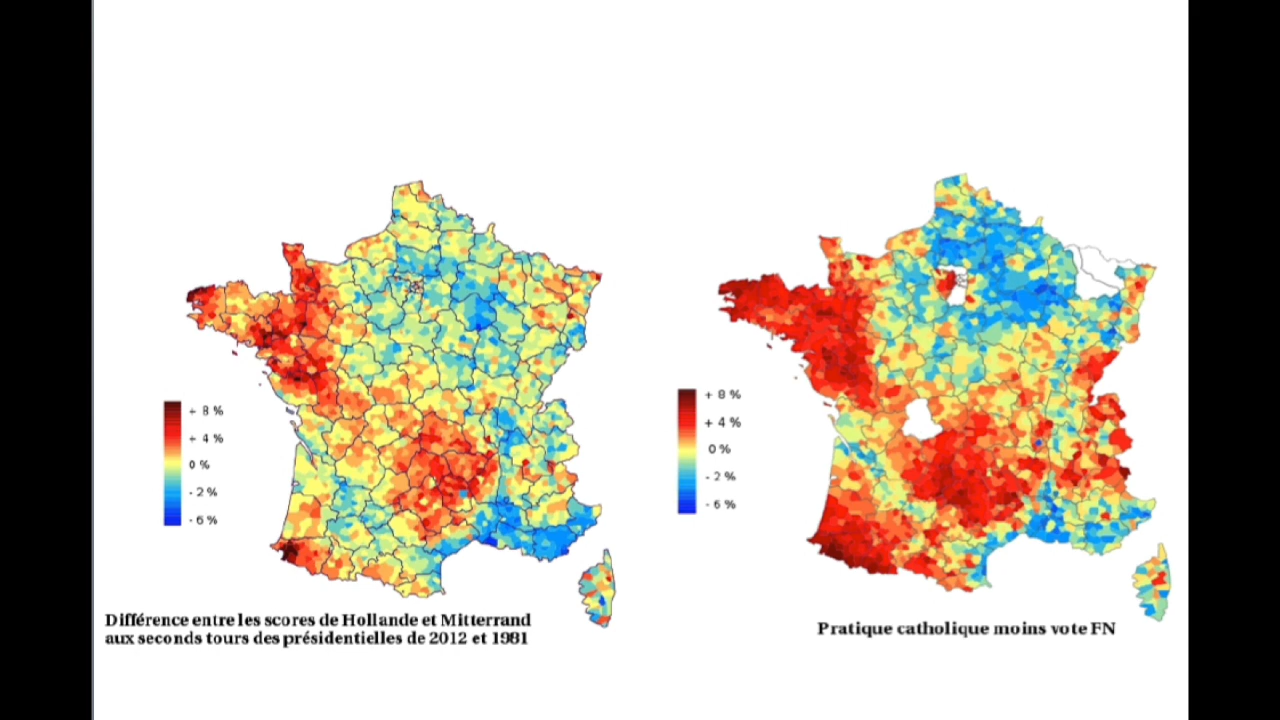 + 8 %
+ 4 %
0 %
- 2 %
- 6 %
Différence entre les scores de Hollande et Mitterrand
aux seconds tours des présidentielles de 2012 et 1981
+ 8 %
+ 4 %
0 %
- 2 %
- 6 %
Pratique catholique moins vote FN